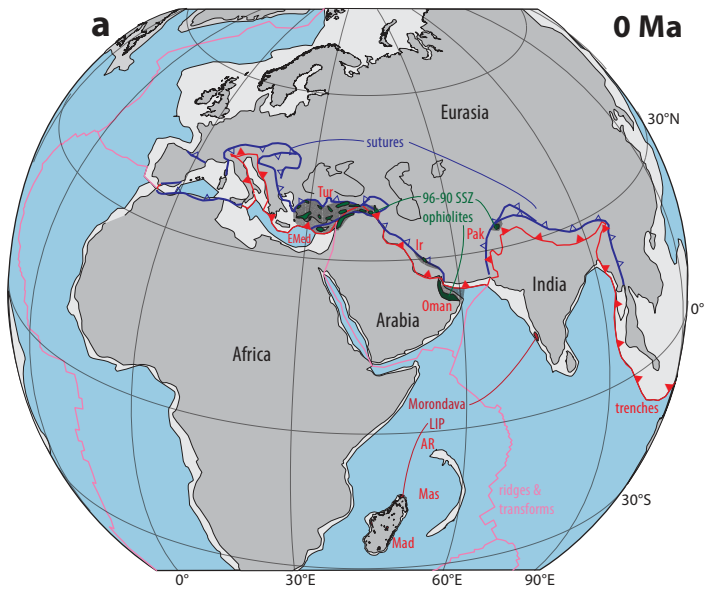 a
0 Ma
Eurasia
30°N
sutures
Tur
96-90 SSZ
ophiolites
EMed
Ir
Pak
India
Oman
Arabia
0°
Africa
Morondava
LIP
AR
trenches
Mas
ridges &
transforms
30°S
Mad
0°
30°E
60°E
90°E